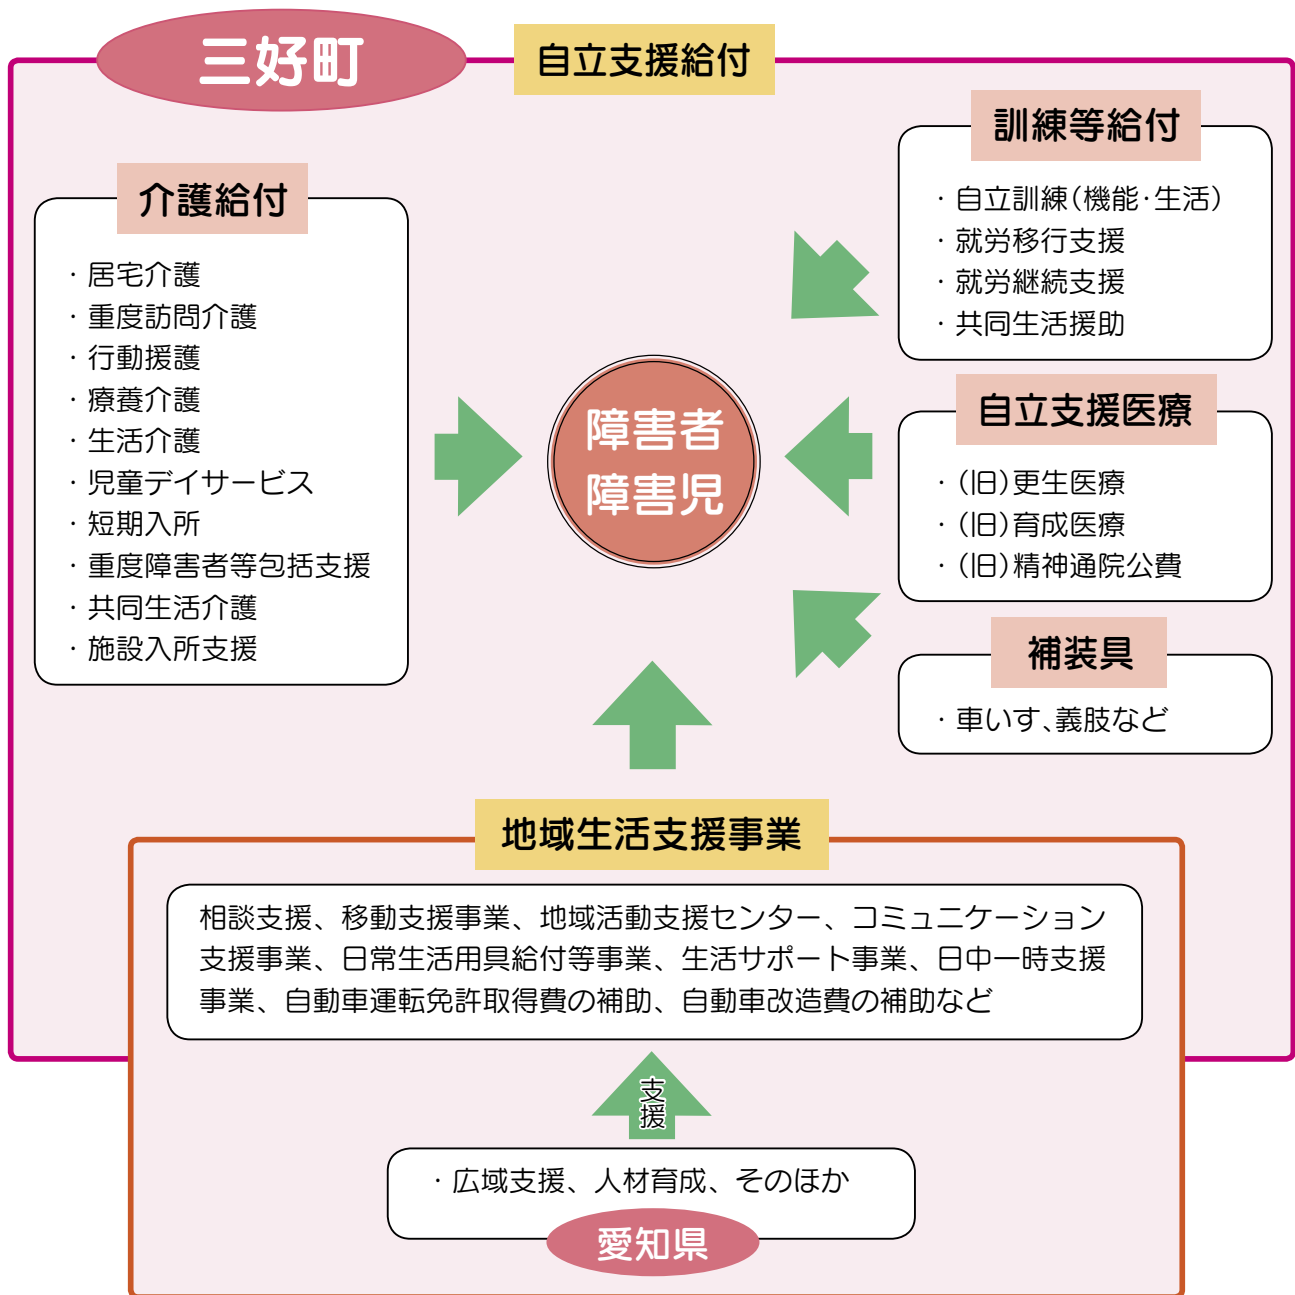 三好町
自立支援給付
介護給付
・居宅介護
・重度訪問介護
・行動援護
・療養介護
・生活介護
・児童デイサービス
・短期入所
・重度障害者等包括支援
・共同生活介護
・施設入所支援
訓練等給付
・自立訓練(機能・生活)
・就労移行支援
・就労継続支援
・共同生活援助
障害者
障害児
自立支援医療
・(旧)更生医療
・(旧)育成医療
・(旧)精神通院公費
補装具
・車いす、義肢など
地域生活支援事業
相談支援、移動支援事業、地域活動支援センター、コミュニケーション
支援事業、日常生活用具給付等事業、生活サポート事業、日中一時支援
事業、自動車運転免許取得費の補助、自動車改造費の補助など
支援
・広域支援、人材育成、そのほか
愛知県